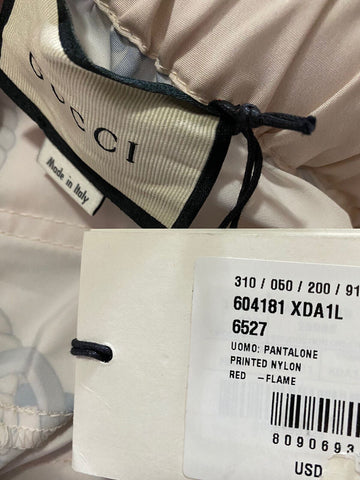 GUCCI
Made in Italy
310 / 050 / 200 / 91
604181 XDA1L
6527
UOMO: PANTALONE
PRINTED NYLON
RED –FLAME
8090693
USD